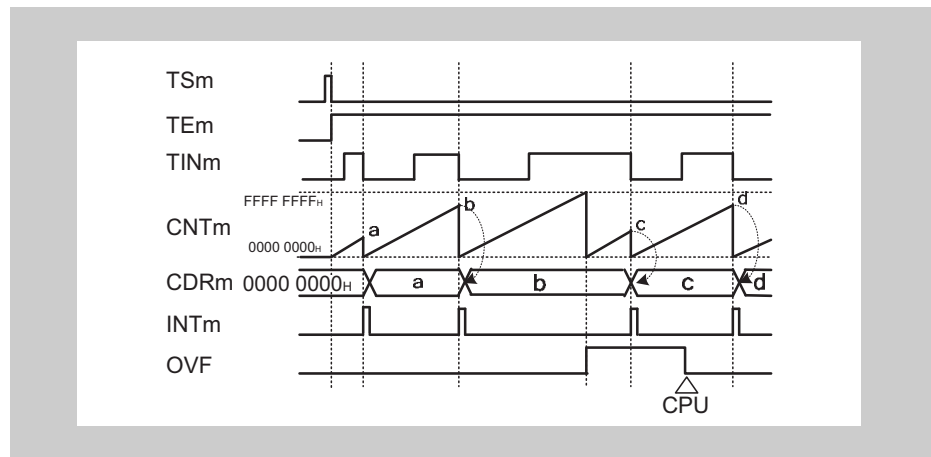 TSm
TEm
TINm
FFFF FFFFH
b
d
CNTm
a
c
0000 0000H
CDRm 0000 0000H
a
b
c
d
INTm
OVF
CPU